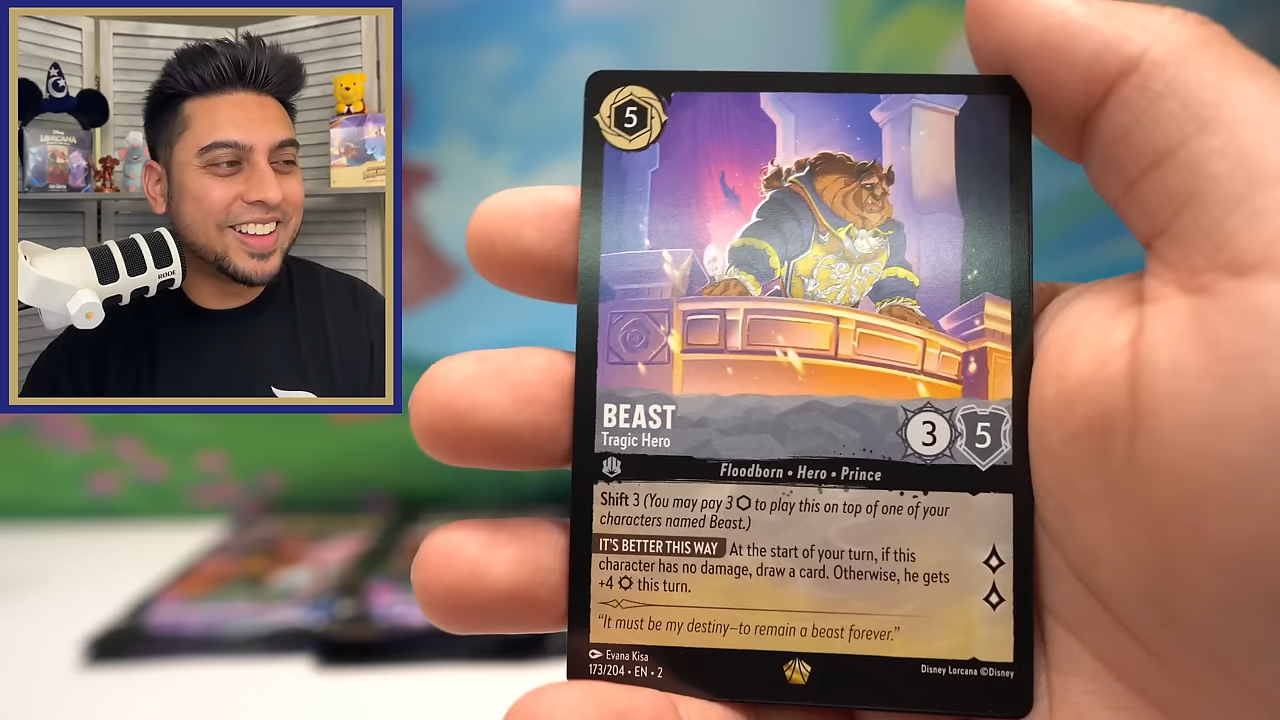 LORCANA
RØDE
5
BEAST
Tragic Hero
3
5
Floodborn • Hero • Prince
Shift 3 (You may pay 3 ⬡ to play this on top of one of your
characters named Beast.)
IT'S BETTER THIS WAY At the start of your turn, if this
character has no damage, draw a card. Otherwise, he gets
+4 this turn.
“It must be my destiny–to remain a beast forever.”
Evana Kisa
173/204 • EN • 2
Disney Lorcana ©Disney